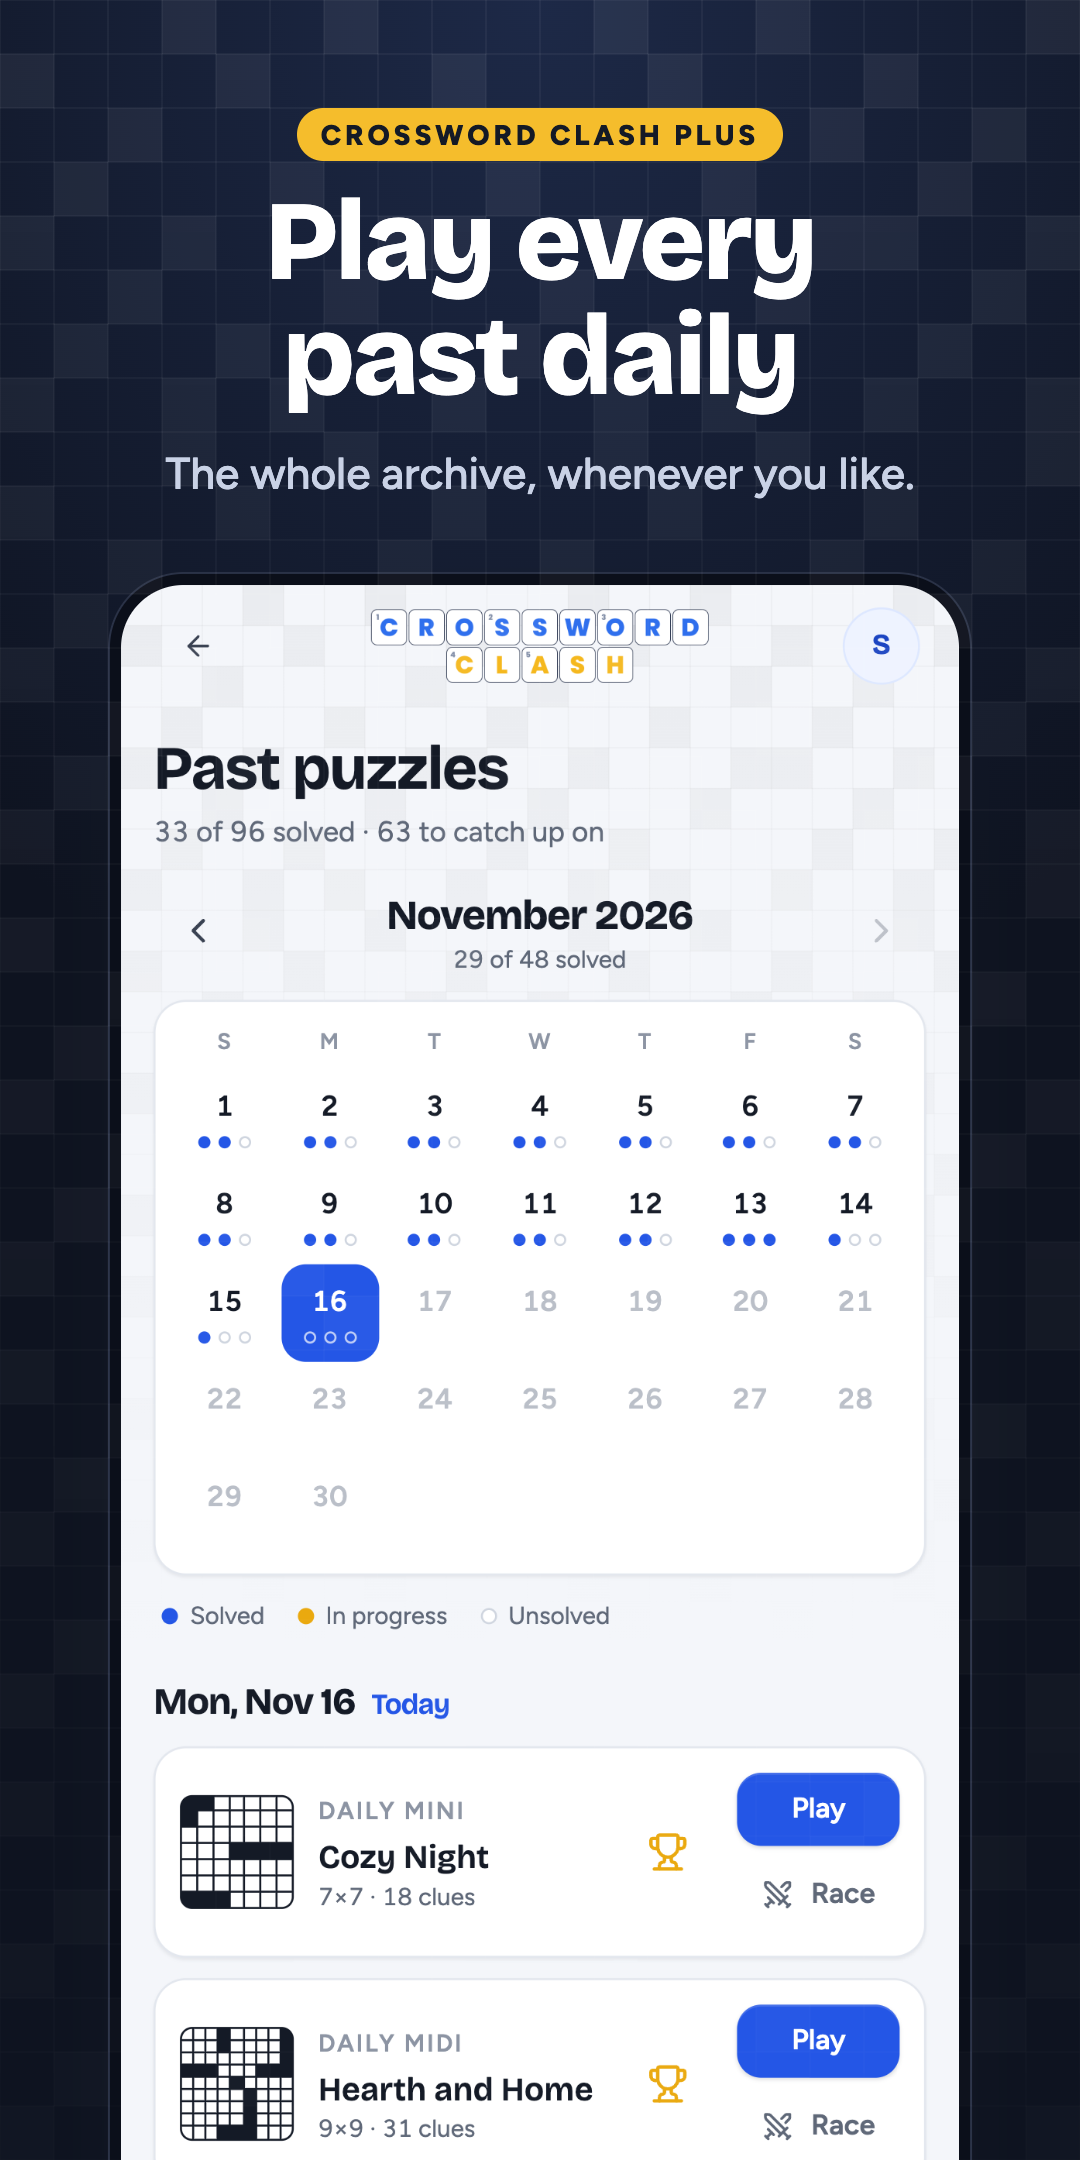 CROSSWORD CLASH PLUS
Play every
past daily
The whole archive, whenever you like.
CROSSWORD
CLASH
S
Past puzzles
33 of 96 solved · 63 to catch up on
November 2026
29 of 48 solved
S M T W T F S
1 2 3 4 5 6 7
8 9 10 11 12 13 14
15 16 17 18 19 20 21
22 23 24 25 26 27 28
29 30
Solved In progress Unsolved
Mon, Nov 16 Today
DAILY MINI
Cozy Night
7×7 · 18 clues
Play
Race
DAILY MIDI
Hearth and Home
9×9 · 31 clues
Play
Race